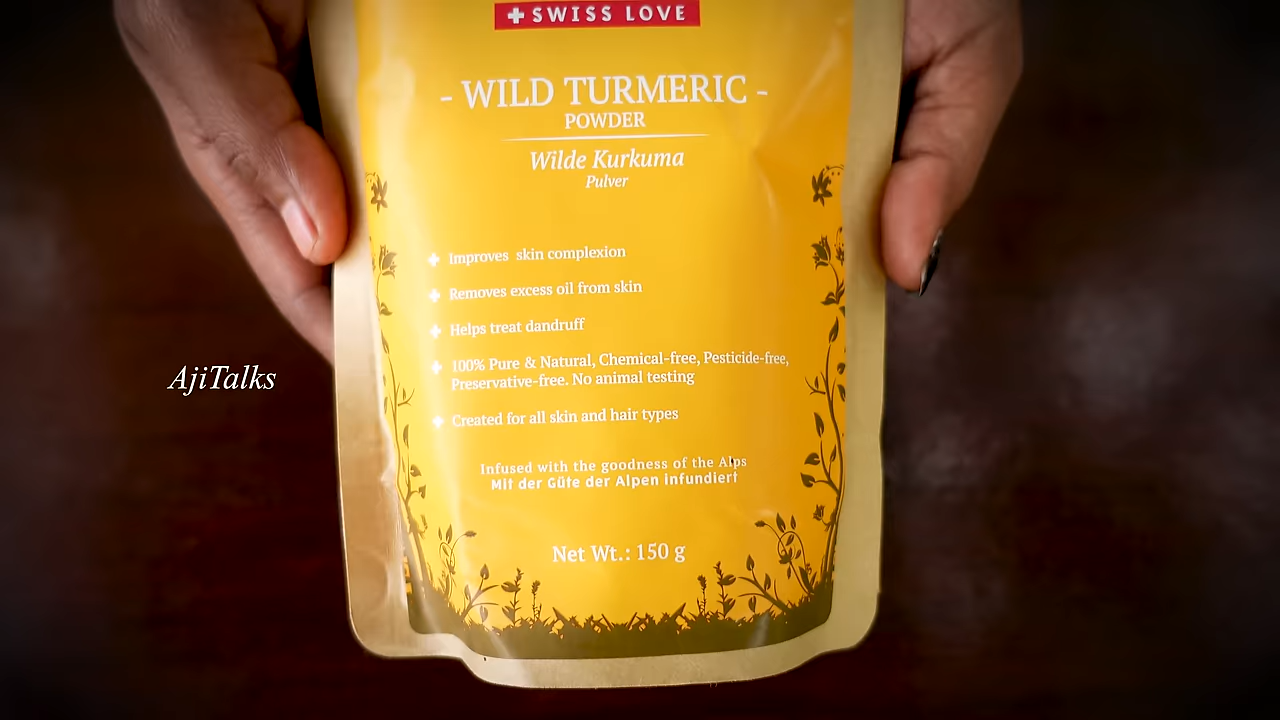 SWISS LOVE
- WILD TURMERIC -
POWDER
Wilde Kurkuma
Pulver
Improves skin complexion
Removes excess oil from skin
Helps treat dandruff
100% Pure & Natural, Chemical-free, Pesticide-free,
Preservative-free. No animal testing
Created for all skin and hair types
Infused with the goodness of the Alps
Mit der Güte der Alpen infundiert
Net Wt.: 150 g
AjiTalks